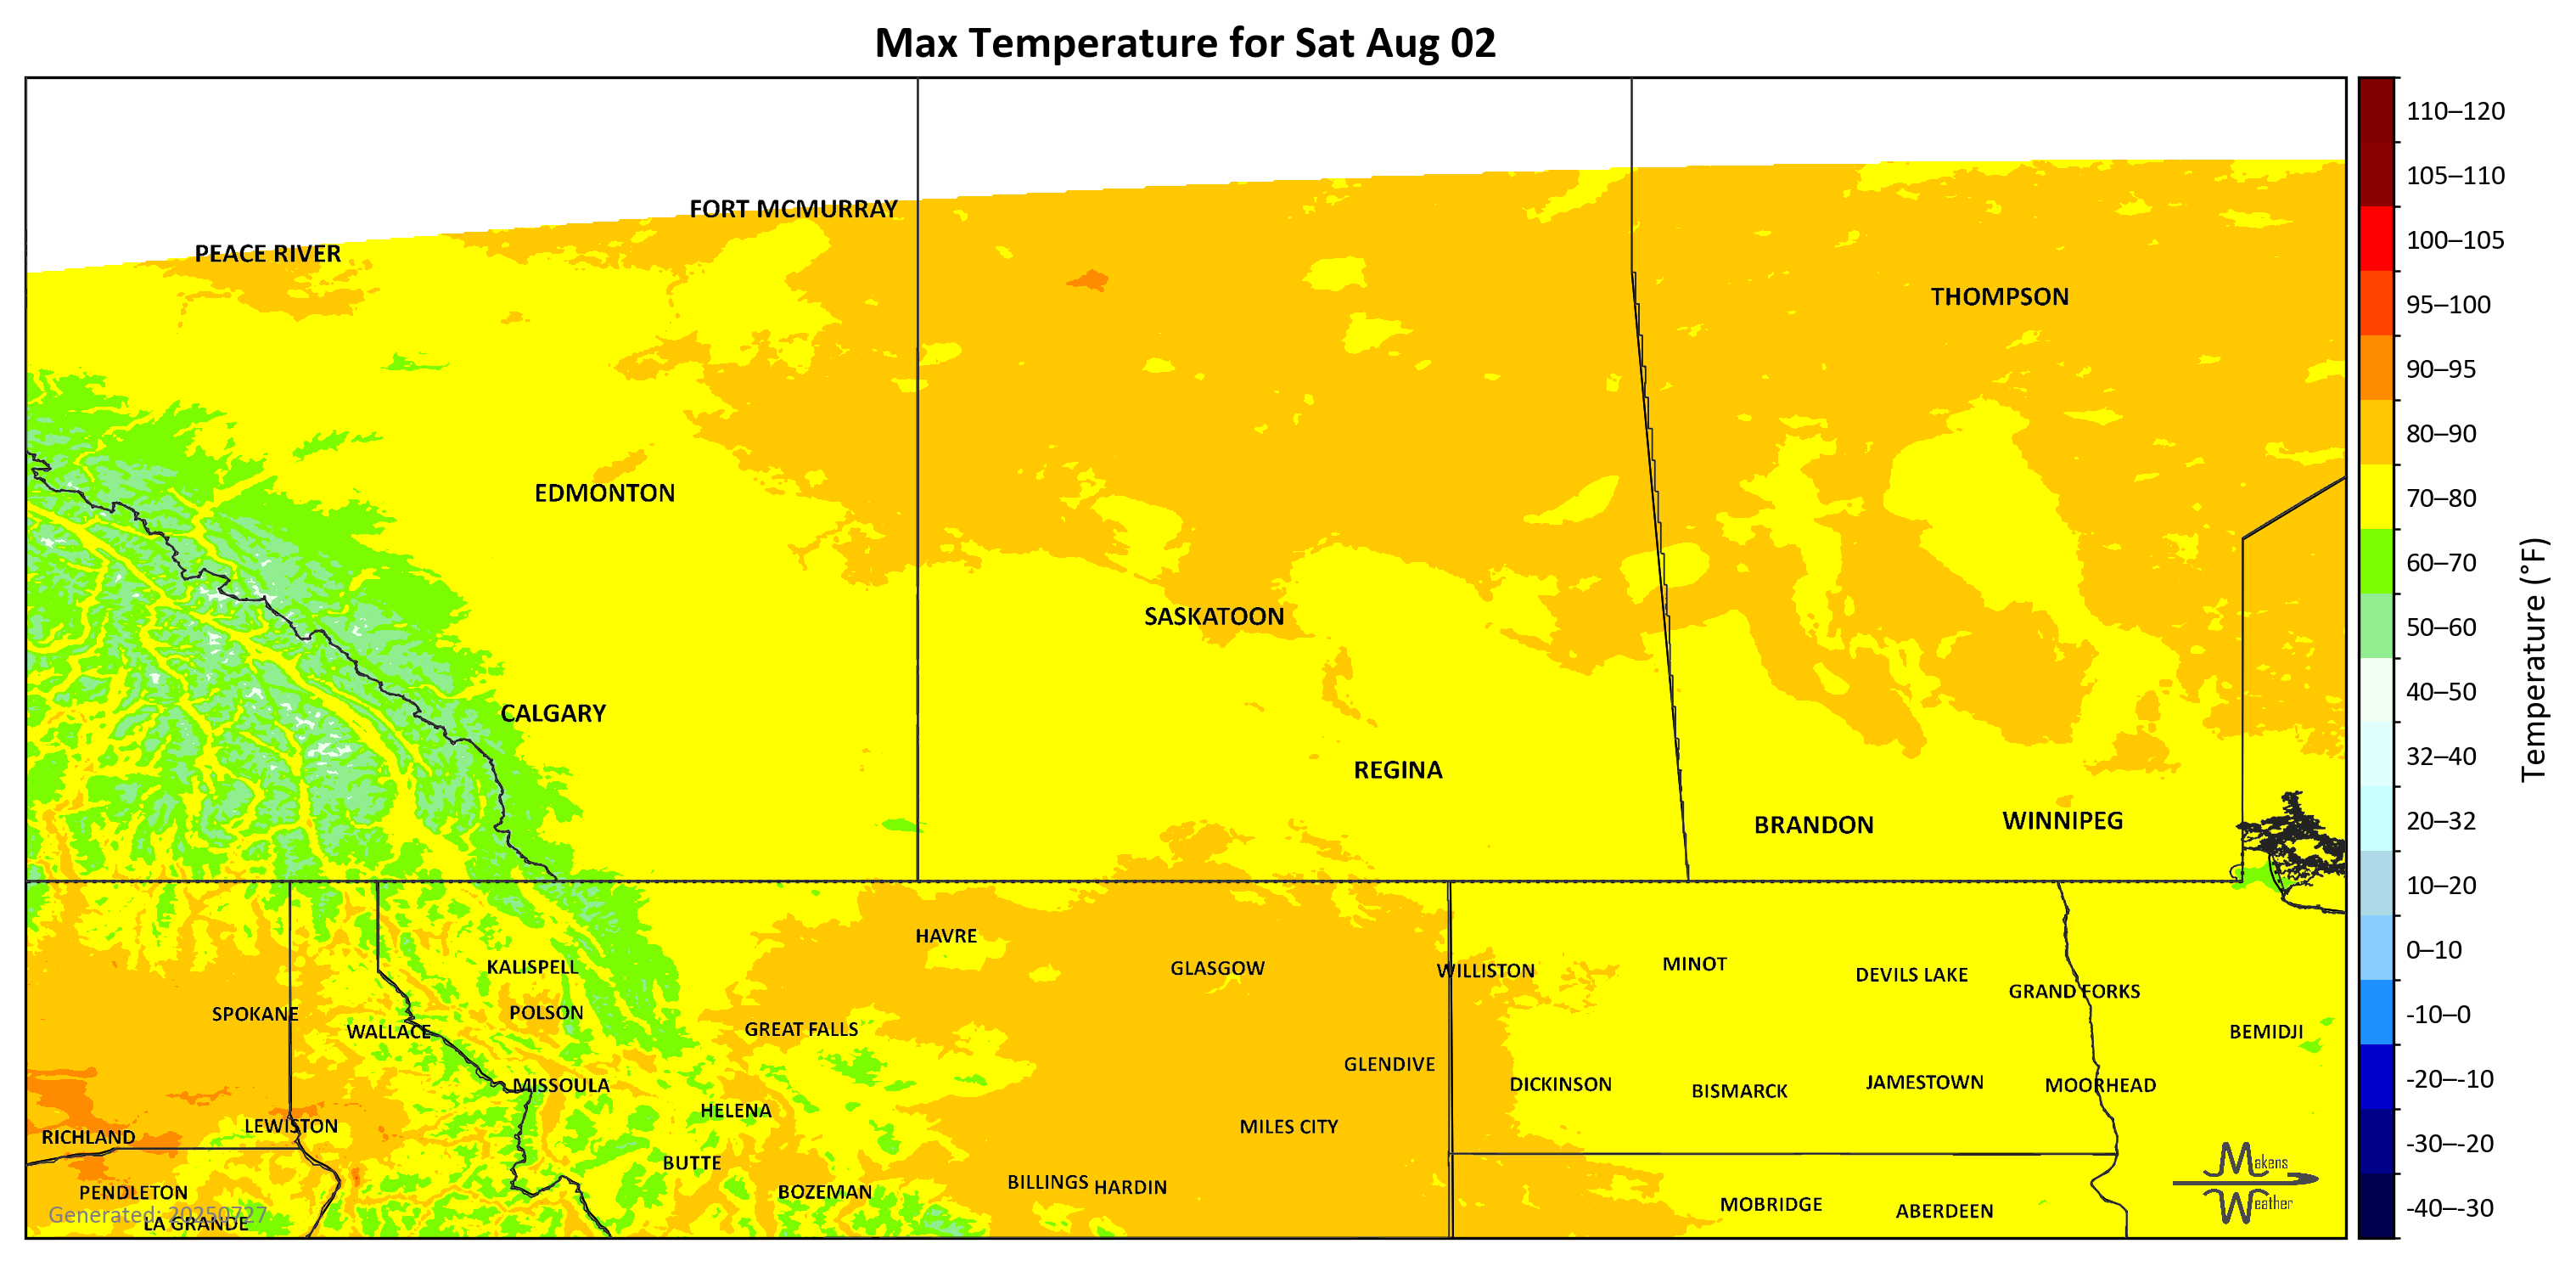 Max Temperature for Sat Aug 02
FORT MCMURRAY
PEACE RIVER
THOMPSON
EDMONTON
SASKATOON
CALGARY
REGINA
BRANDON
WINNIPEG
HAVRE
KALISPELL
GLASGOW
WILLISTON
MINOT
DEVILS LAKE
GRAND FORKS
SPOKANE
POLSON
WALLACE
GREAT FALLS
BEMIDJI
GLENDIVE
MISSOULA
DICKINSON
BISMARCK
JAMESTOWN
MOORHEAD
HELENA
LEWISTON
MILES CITY
RICHLAND
BUTTE
BILLINGS
HARDIN
PENDLETON
BOZEMAN
MOBRIDGE
ABERDEEN
Generated: 20250727
LA GRANDE
Makens
Weather
110–120
105–110
100–105
95–100
90–95
80–90
70–80
60–70
50–60
40–50
32–40
20–32
10–20
0–10
-10–0
-20–-10
-30–-20
-40–-30
Temperature (°F)